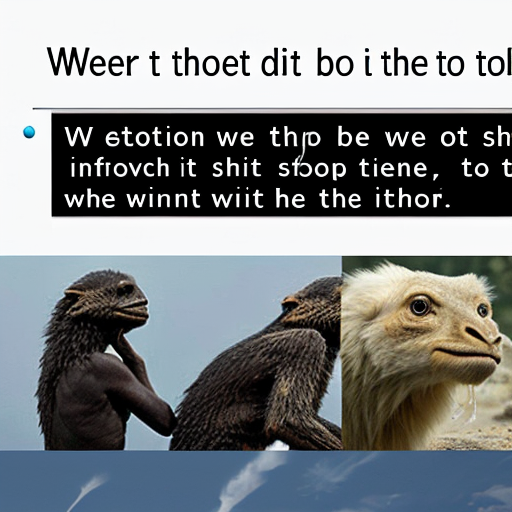 Weer t thoet dit bo i the to tol
W etotion we thp be we ot sh
infrovch it shit stoop tiene, to t
whe winnt wiit he the ithor.